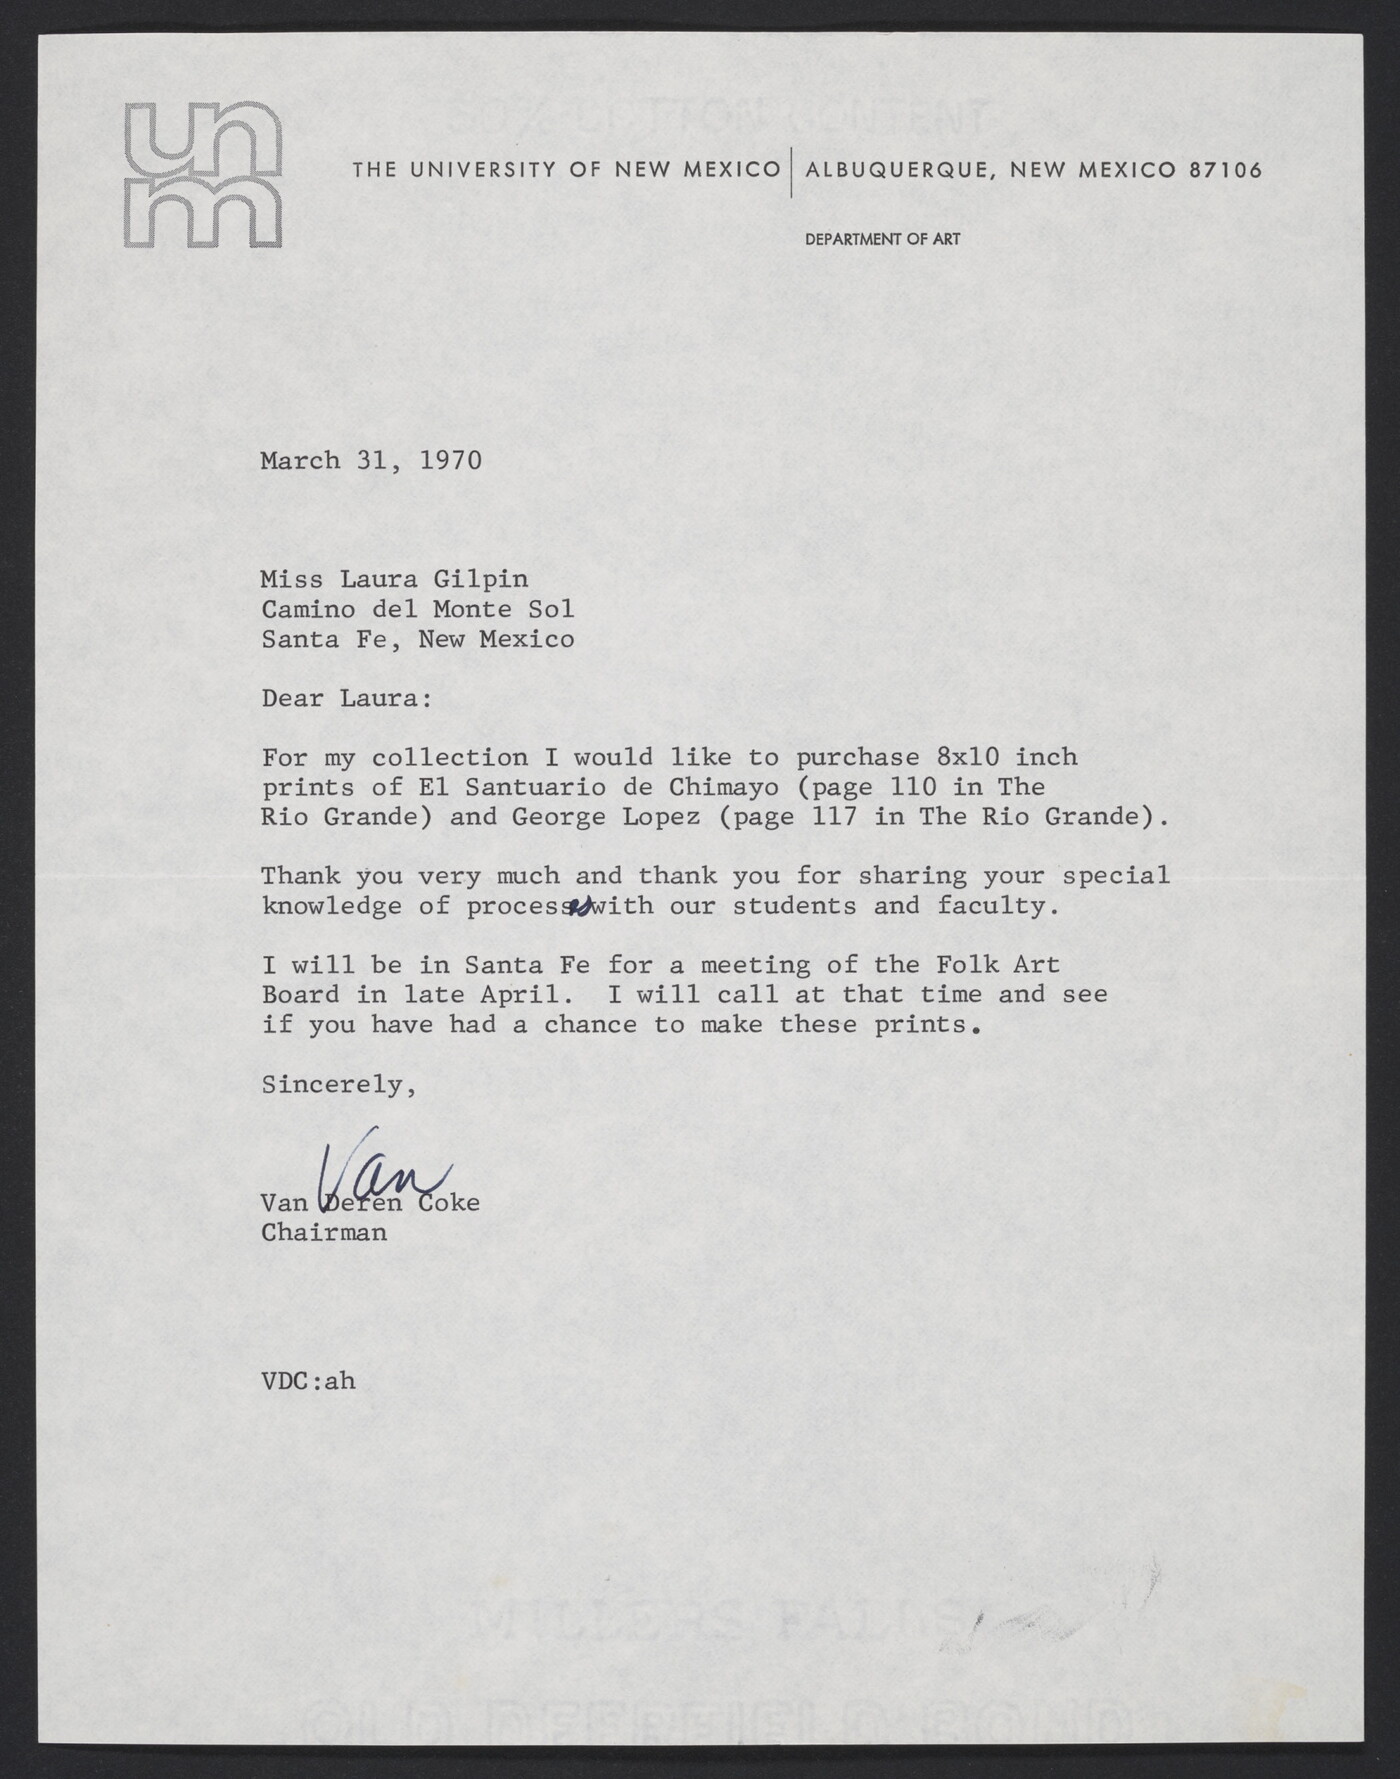 unm
THE UNIVERSITY OF NEW MEXICO | ALBUQUERQUE, NEW MEXICO 87106
DEPARTMENT OF ART
March 31, 1970
Miss Laura Gilpin
Camino del Monte Sol
Santa Fe, New Mexico
Dear Laura:
For my collection I would like to purchase 8x10 inch
prints of El Santuario de Chimayo (page 110 in The
Rio Grande) and George Lopez (page 117 in The Rio Grande).
Thank you very much and thank you for sharing your special
knowledge of processes with our students and faculty.
I will be in Santa Fe for a meeting of the Folk Art
Board in late April.  I will call at that time and see
if you have had a chance to make these prints.
Sincerely,
Van
Van Deren Coke
Chairman
VDC:ah
MILLERS FALLS
OLD DEERFIELD BOND